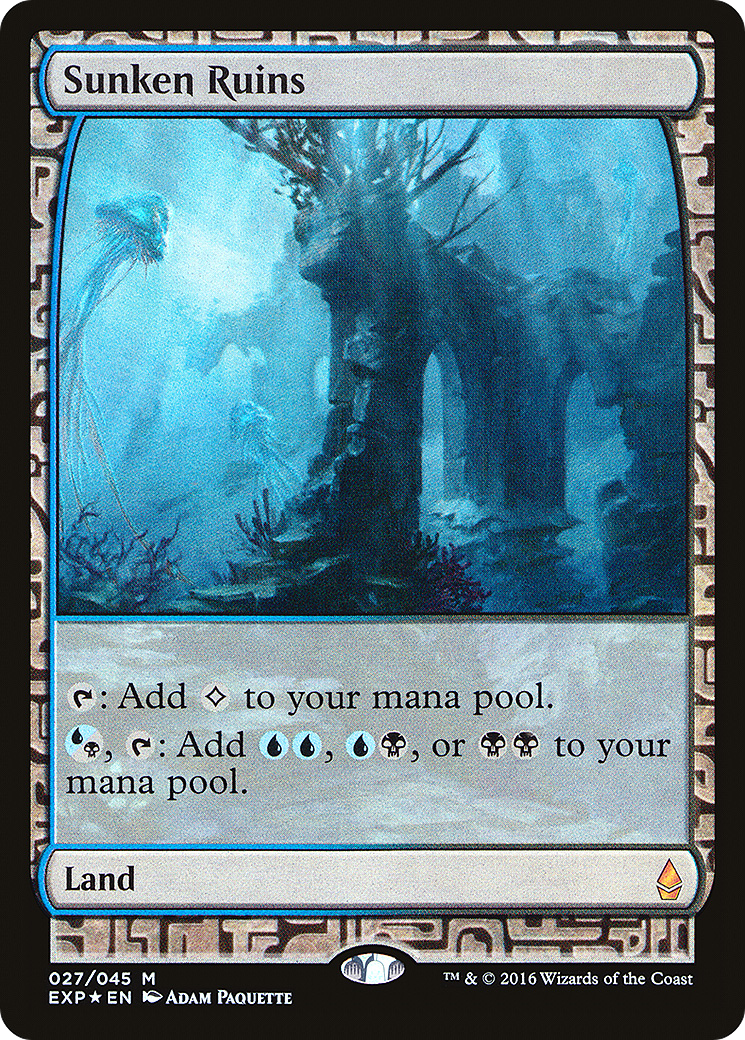 Sunken Ruins
: Add to your mana pool.
, : Add , , or to your
mana pool.
Land
027/045 M
™ & © 2016 Wizards of the Coast
EXP★EN Adam Paquette